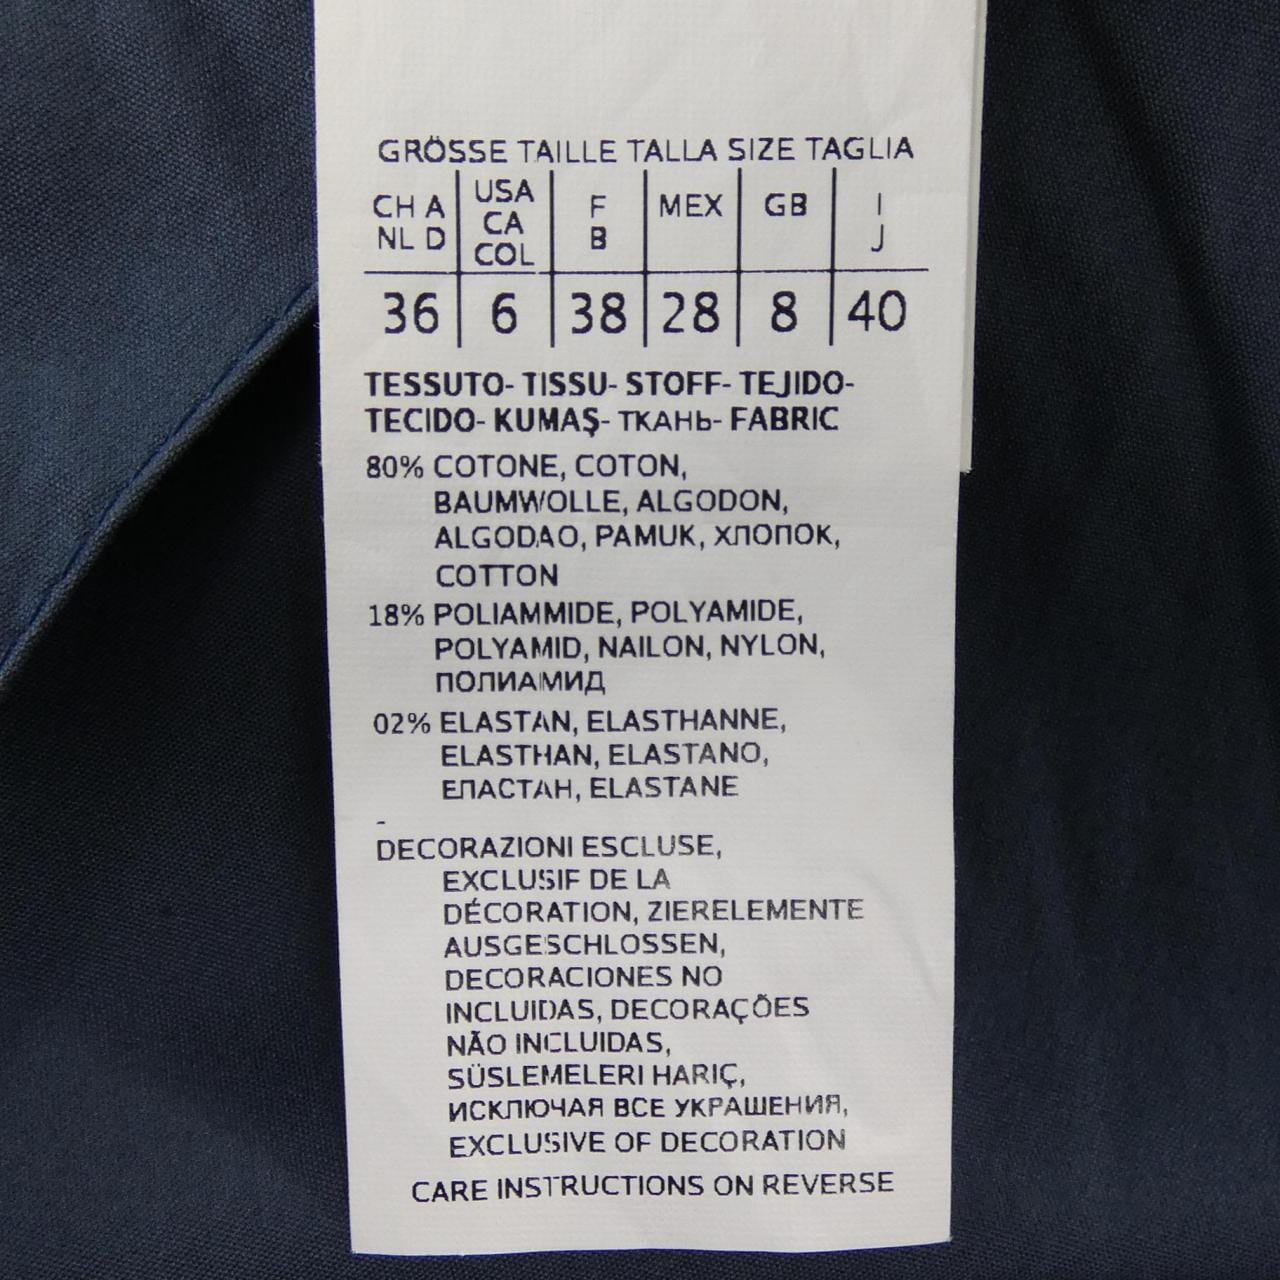 GRÖSSE TAILLE TALLA SIZE TAGLIA
CH A USA F MEX GB I
NL D CA B J
COL
36 6 38 28 8 40
TESSUTO- TISSU- STOFF- TEJIDO-
TECIDO- KUMAŞ- ТКАНЬ- FABRIC
80% COTONE, COTON,
BAUMWOLLE, ALGODON,
ALGODAO, PAMUK, ХЛОПОК,
COTTON
18% POLIAMMIDE, POLYAMIDE,
POLYAMID, NAILON, NYLON,
ПОЛИАМИД
02% ELASTAN, ELASTHANNE,
ELASTHAN, ELASTANO,
ЕЛАСТАН, ELASTANE
-
DECORAZIONI ESCLUSE,
EXCLUSIF DE LA
DÉCORATION, ZIERELEMENTE
AUSGESCHLOSSEN,
DECORACIONES NO
INCLUIDAS, DECORAÇÕES
NÃO INCLUIDAS,
SÜSLEMELERI HARIÇ,
ИСКЛЮЧАЯ ВСЕ УКРАШЕНИЯ,
EXCLUSIVE OF DECORATION
CARE INSTRUCTIONS ON REVERSE